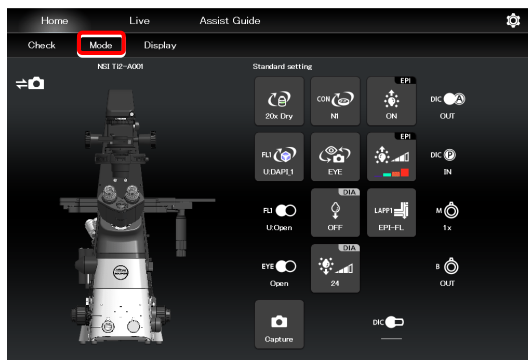 Home Live Assist Guide
Check Mode Display
NSI TI2-A001 Standard setting
EPI
20x Dry CON N1 ON DIC A OUT
EPI
FL1 U:DAPI_1 EYE DIC P IN
DIA
FL1 U:Open OFF LAPP1 EPI-FL M 1x
DIA
EYE Open 24 B OUT
Capture DIC